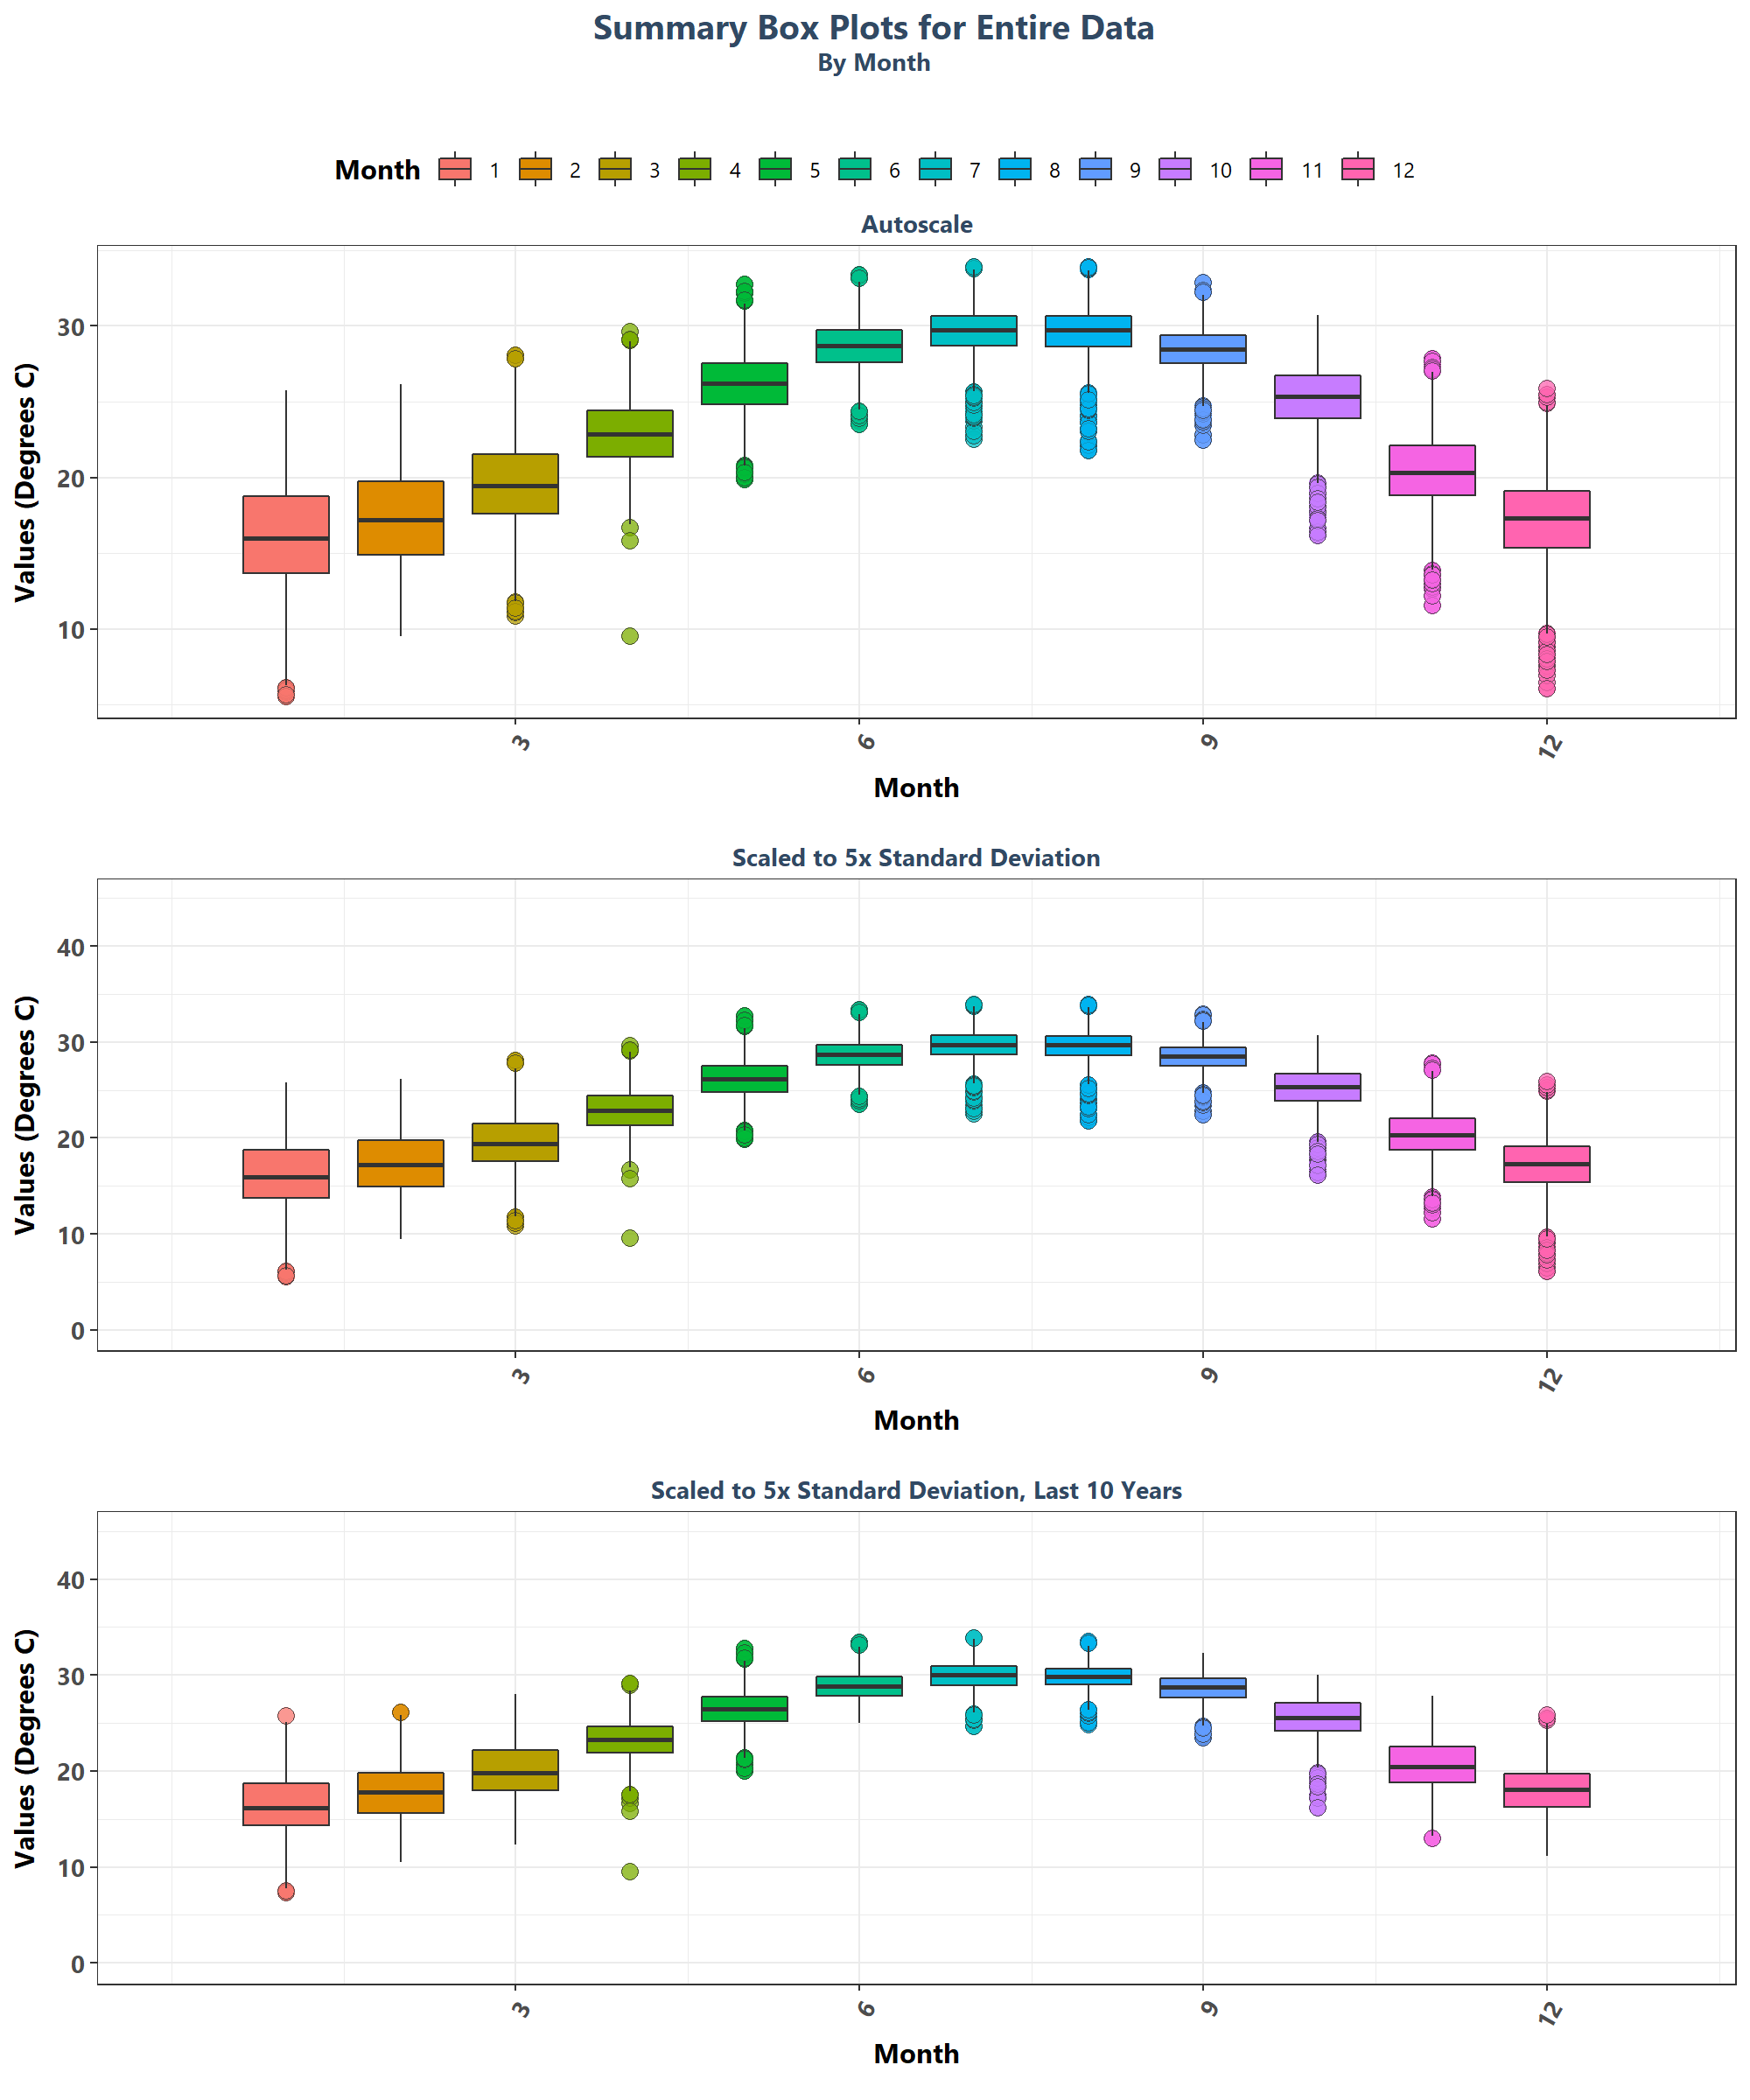 Summary Box Plots for Entire Data
By Month
Month 1 2 3 4 5 6 7 8 9 10 11 12
Autoscale
Values (Degrees C)
30
20
10
3 6 9 12
Month
Scaled to 5x Standard Deviation
Values (Degrees C)
40
30
20
10
0
3 6 9 12
Month
Scaled to 5x Standard Deviation, Last 10 Years
Values (Degrees C)
40
30
20
10
0
3 6 9 12
Month